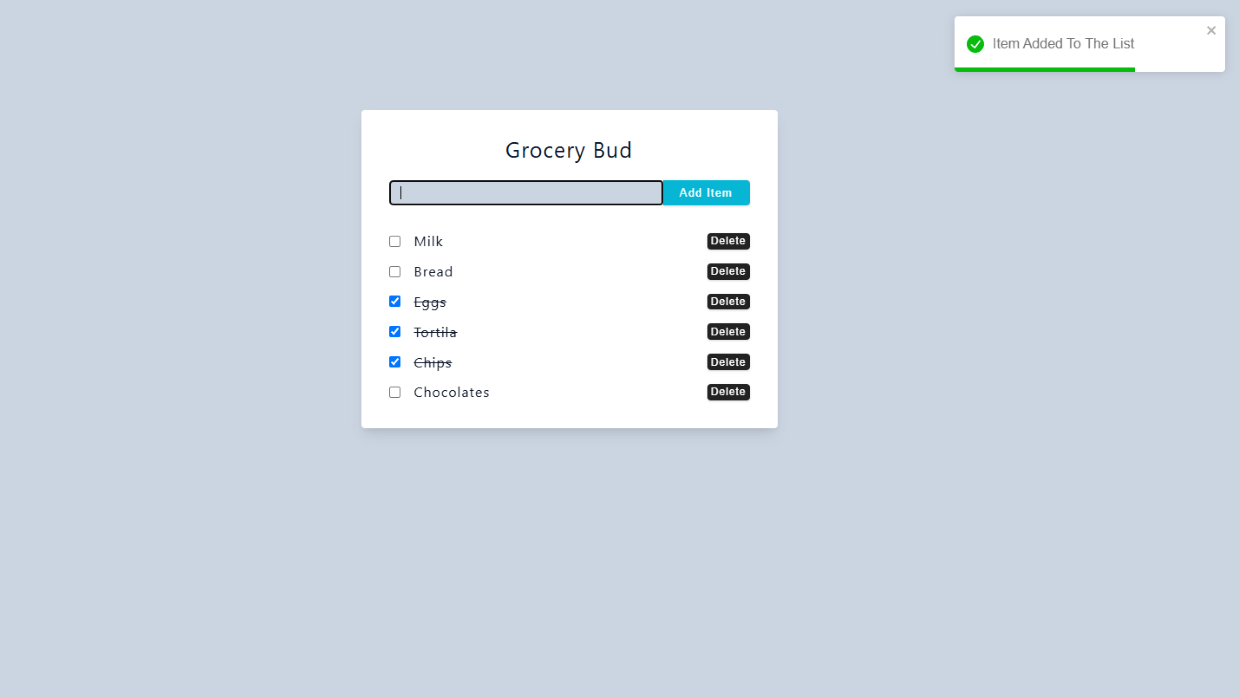 Item Added To The List
Grocery Bud
Add Item
Milk Delete
Bread Delete
Eggs Delete
Tortila Delete
Chips Delete
Chocolates Delete